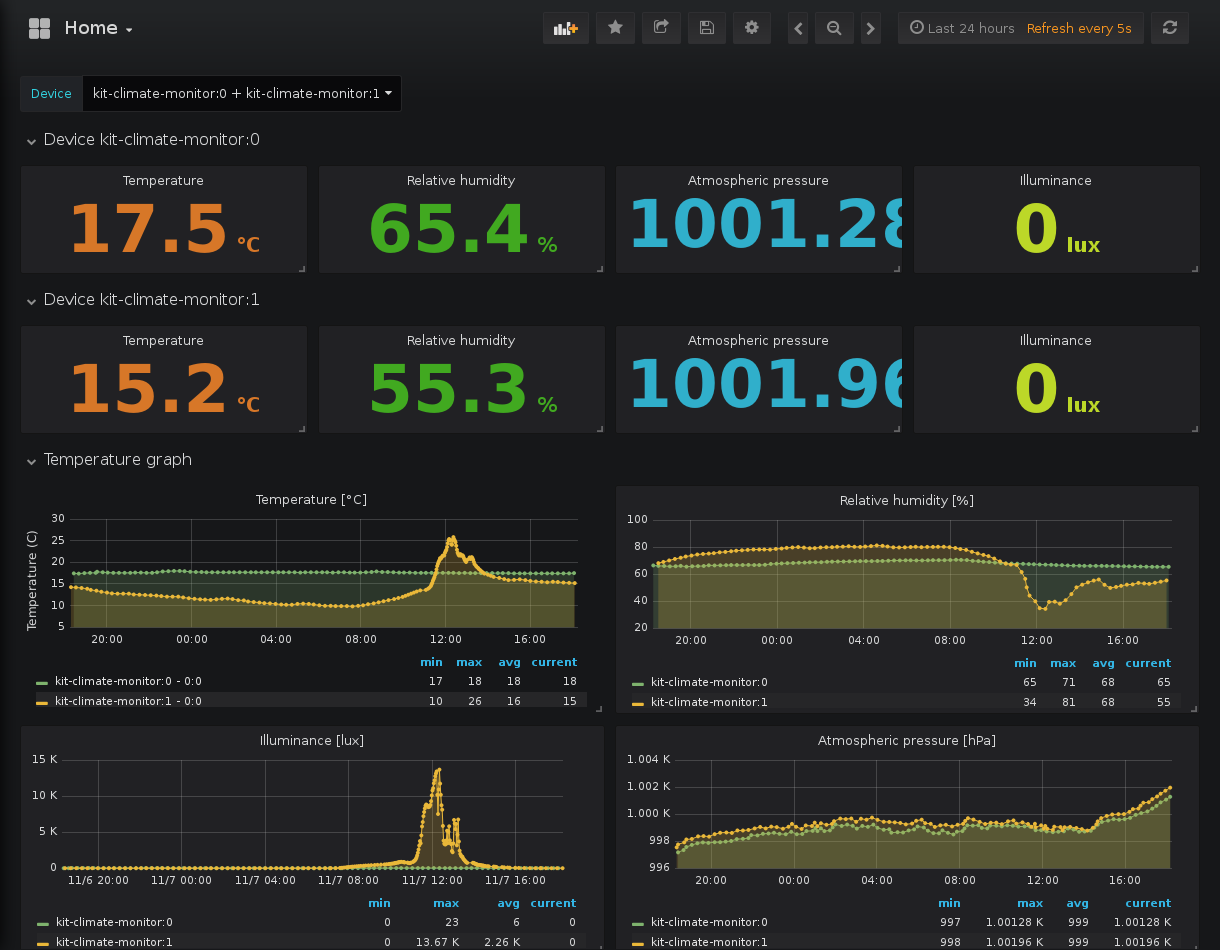 Home
Last 24 hours Refresh every 5s
Device kit-climate-monitor:0 + kit-climate-monitor:1
Device kit-climate-monitor:0
Temperature Relative humidity Atmospheric pressure Illuminance
17.5 °C 65.4 % 1001.28 0 lux
Device kit-climate-monitor:1
Temperature Relative humidity Atmospheric pressure Illuminance
15.2 °C 55.3 % 1001.96 0 lux
Temperature graph
Temperature [°C]
Temperature (C)
30
25
20
15
10
5
20:00 00:00 04:00 08:00 12:00 16:00
min max avg current
kit-climate-monitor:0 - 0:0 17 18 18 18
kit-climate-monitor:1 - 0:0 10 26 16 15
Relative humidity [%]
100
80
60
40
20
20:00 00:00 04:00 08:00 12:00 16:00
min max avg current
kit-climate-monitor:0 65 71 68 65
kit-climate-monitor:1 34 81 68 55
Illuminance [lux]
15 K
10 K
5 K
0
11/6 20:00 11/7 00:00 11/7 04:00 11/7 08:00 11/7 12:00 11/7 16:00
min max avg current
kit-climate-monitor:0 0 23 6 0
kit-climate-monitor:1 0 13.67 K 2.26 K 0
Atmospheric pressure [hPa]
1.004 K
1.002 K
1.000 K
998
996
20:00 00:00 04:00 08:00 12:00 16:00
min max avg current
kit-climate-monitor:0 997 1.00128 K 999 1.00128 K
kit-climate-monitor:1 998 1.00196 K 999 1.00196 K